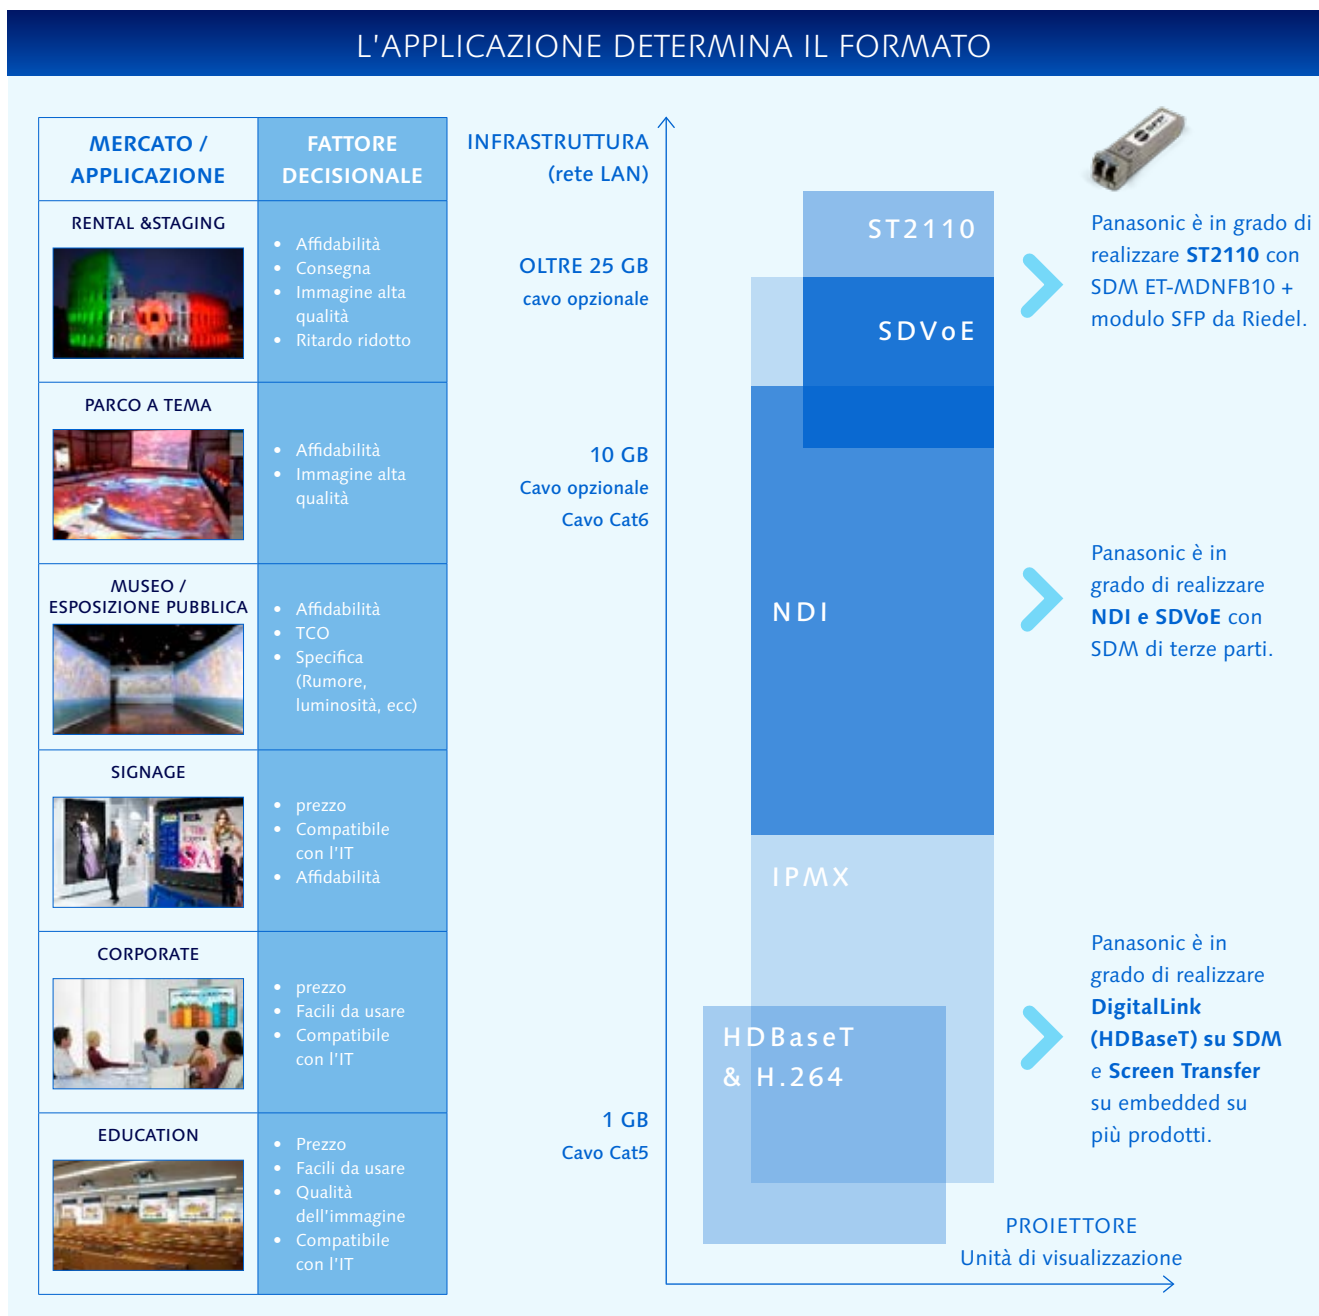 L'APPLICAZIONE DETERMINA IL FORMATO
MERCATO /
APPLICAZIONE
FATTORE
DECISIONALE
RENTAL &STAGING
• Affidabilità
• Consegna
• Immagine alta
qualità
• Ritardo ridotto
PARCO A TEMA
• Affidabilità
• Immagine alta
qualità
MUSEO /
ESPOSIZIONE PUBBLICA
• Affidabilità
• TCO
• Specifica
(Rumore,
luminosità, ecc)
SIGNAGE
• prezzo
• Compatibile
con l'IT
• Affidabilità
CORPORATE
• prezzo
• Facili da usare
• Compatibile
con l'IT
EDUCATION
• Prezzo
• Facili da usare
• Qualità
dell'immagine
• Compatibile
con l'IT
INFRASTRUTTURA
(rete LAN)
OLTRE 25 GB
cavo opzionale
10 GB
Cavo opzionale
Cavo Cat6
1 GB
Cavo Cat5
ST2110
SDVoE
NDI
IPMX
HDBaseT
& H.264
PROIETTORE
Unità di visualizzazione
SFP
Panasonic è in grado di
realizzare ST2110 con
SDM ET-MDNFB10 +
modulo SFP da Riedel.
Panasonic è in
grado di realizzare
NDI e SDVoE con
SDM di terze parti.
Panasonic è in
grado di realizzare
DigitalLink
(HDBaseT) su SDM
e Screen Transfer
su embedded su
più prodotti.